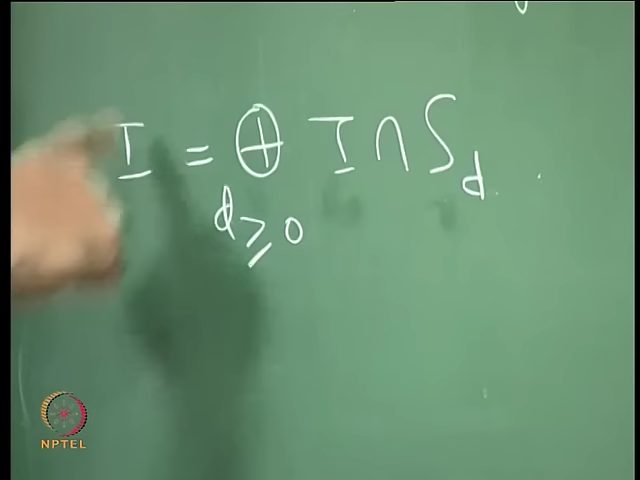 I = ⊕ I ∩ S_d .
d ≥ 0
NPTEL